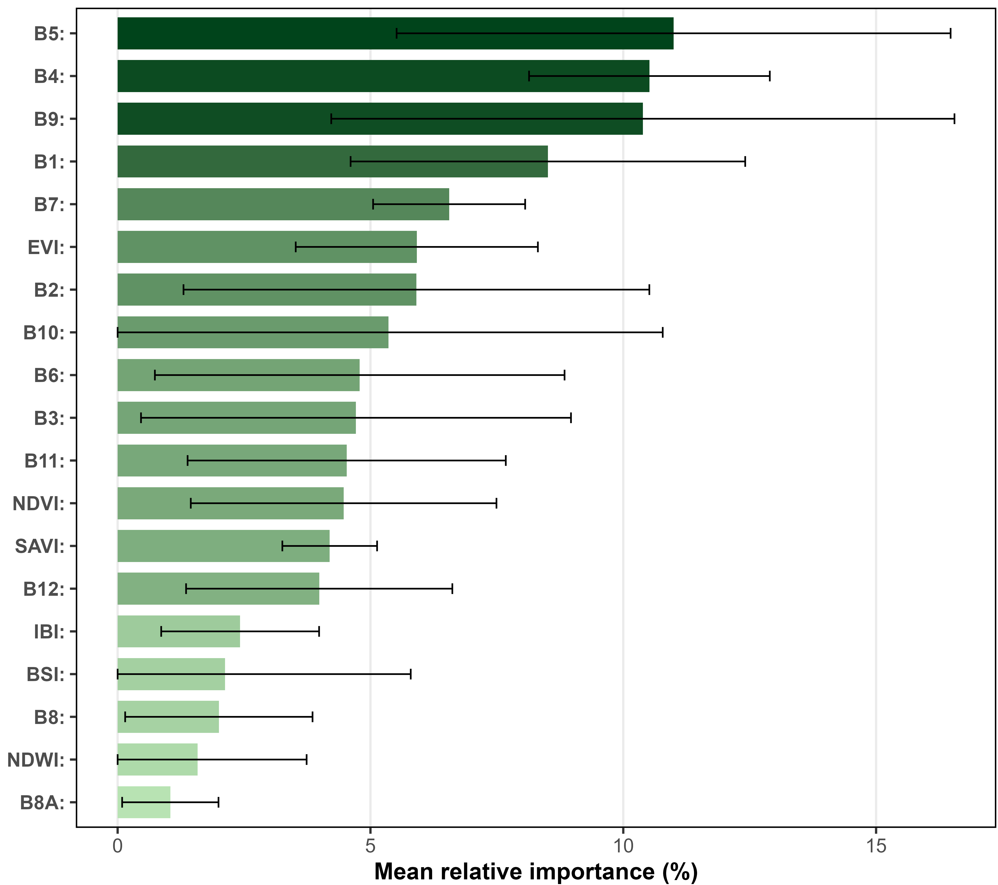 B5:
B4:
B9:
B1:
B7:
EVI:
B2:
B10:
B6:
B3:
B11:
NDVI:
SAVI:
B12:
IBI:
BSI:
B8:
NDWI:
B8A:
0 5 10 15
Mean relative importance (%)